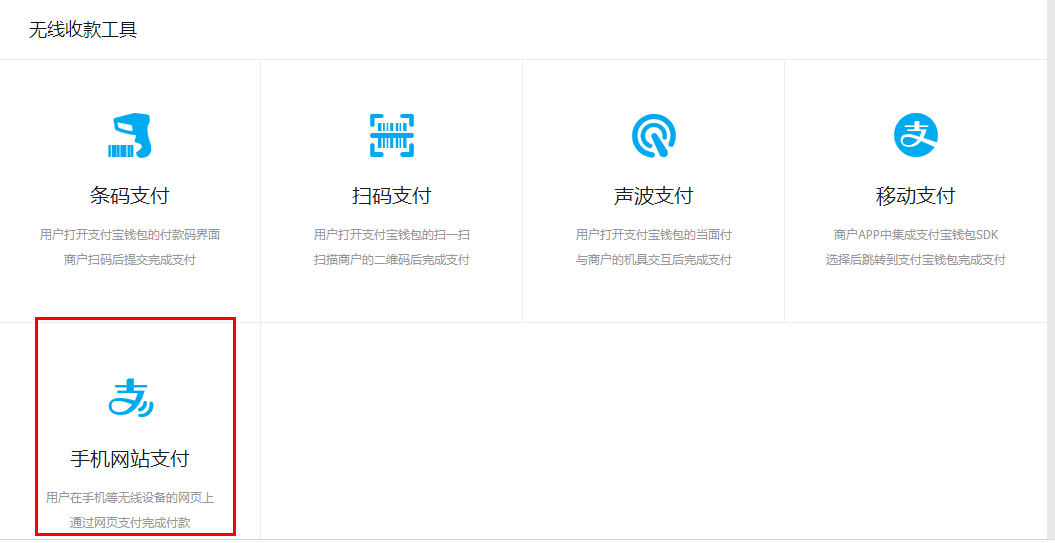 无线收款工具
条码支付
用户打开支付宝钱包的付款码界面
商户扫码后提交完成支付
扫码支付
用户打开支付宝钱包的扫一扫
扫描商户的二维码后完成支付
声波支付
用户打开支付宝钱包的当面付
与商户的机具交互后完成支付
移动支付
商户APP中集成支付宝钱包SDK
选择后跳转到支付宝钱包完成支付
手机网站支付
用户在手机等无线设备的网页上
通过网页支付完成付款